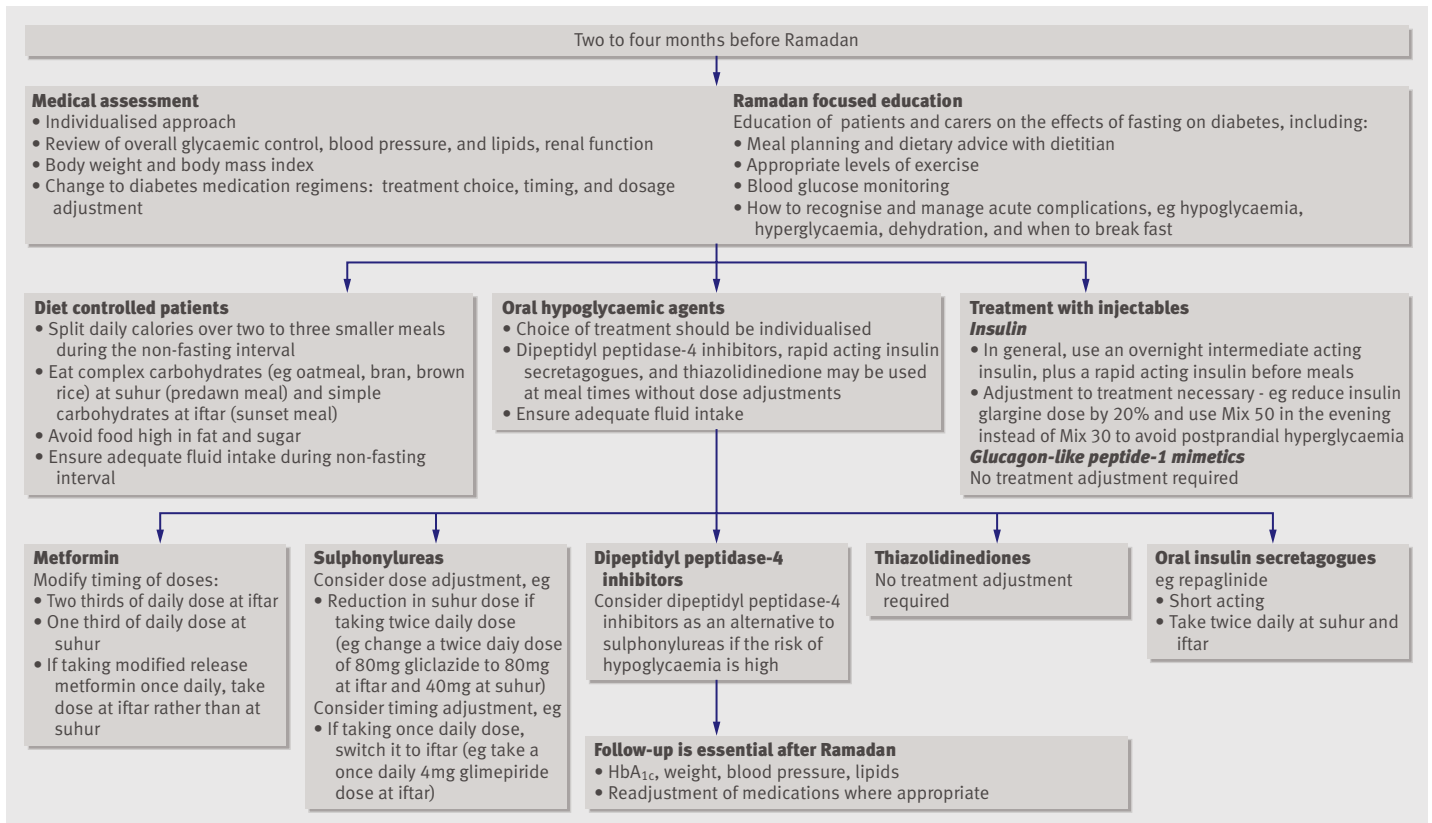 Two to four months before Ramadan
Medical assessment
• Individualised approach
• Review of overall glycaemic control, blood pressure, and lipids, renal function
• Body weight and body mass index
• Change to diabetes medication regimens: treatment choice, timing, and dosage
adjustment
Ramadan focused education
Education of patients and carers on the effects of fasting on diabetes, including:
• Meal planning and dietary advice with dietitian
• Appropriate levels of exercise
• Blood glucose monitoring
• How to recognise and manage acute complications, eg hypoglycaemia,
hyperglycaemia, dehydration, and when to break fast
Diet controlled patients
• Split daily calories over two to three smaller meals
during the non-fasting interval
• Eat complex carbohydrates (eg oatmeal, bran, brown
rice) at suhur (predawn meal) and simple
carbohydrates at iftar (sunset meal)
• Avoid food high in fat and sugar
• Ensure adequate fluid intake during non-fasting
interval
Oral hypoglycaemic agents
• Choice of treatment should be individualised
• Dipeptidyl peptidase-4 inhibitors, rapid acting insulin
secretagogues, and thiazolidinedione may be used
at meal times without dose adjustments
• Ensure adequate fluid intake
Treatment with injectables
Insulin
• In general, use an overnight intermediate acting
insulin, plus a rapid acting insulin before meals
• Adjustment to treatment necessary - eg reduce insulin
glargine dose by 20% and use Mix 50 in the evening
instead of Mix 30 to avoid postprandial hyperglycaemia
Glucagon-like peptide-1 mimetics
No treatment adjustment required
Metformin
Modify timing of doses:
• Two thirds of daily dose at iftar
• One third of daily dose at
suhur
• If taking modified release
metformin once daily, take
dose at iftar rather than at
suhur
Sulphonylureas
Consider dose adjustment, eg
• Reduction in suhur dose if
taking twice daily dose
(eg change a twice daiy dose
of 80mg gliclazide to 80mg
at iftar and 40mg at suhur)
Consider timing adjustment, eg
• If taking once daily dose,
switch it to iftar (eg take a
once daily 4mg glimepiride
dose at iftar)
Dipeptidyl peptidase-4
inhibitors
Consider dipeptidyl peptidase-4
inhibitors as an alternative to
sulphonylureas if the risk of
hypoglycaemia is high
Thiazolidinediones
No treatment adjustment
required
Oral insulin secretagogues
eg repaglinide
• Short acting
• Take twice daily at suhur and
iftar
Follow-up is essential after Ramadan
• HbA1c, weight, blood pressure, lipids
• Readjustment of medications where appropriate